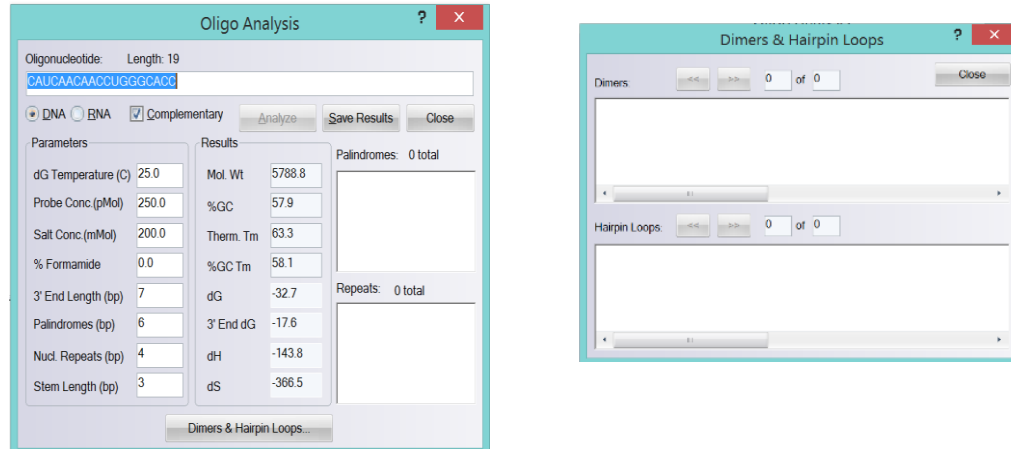 Oligo Analysis
? X
Oligonucleotide: Length: 19
CAUCAACAACCUGGGCACC
DNA RNA Complementary Analyze Save Results Close
Parameters
dG Temperature (C) 25.0
Probe Conc.(pMol) 250.0
Salt Conc.(mMol) 200.0
% Formamide 0.0
3' End Length (bp) 7
Palindromes (bp) 6
Nucl. Repeats (bp) 4
Stem Length (bp) 3
Results
Mol. Wt 5788.8
%GC 57.9
Therm. Tm 63.3
%GC Tm 58.1
dG -32.7
3' End dG -17.6
dH -143.8
dS -366.5
Palindromes: 0 total
Repeats: 0 total
Dimers & Hairpin Loops...
Dimers & Hairpin Loops
? X
Dimers: << >> 0 of 0 Close
Hairpin Loops: << >> 0 of 0